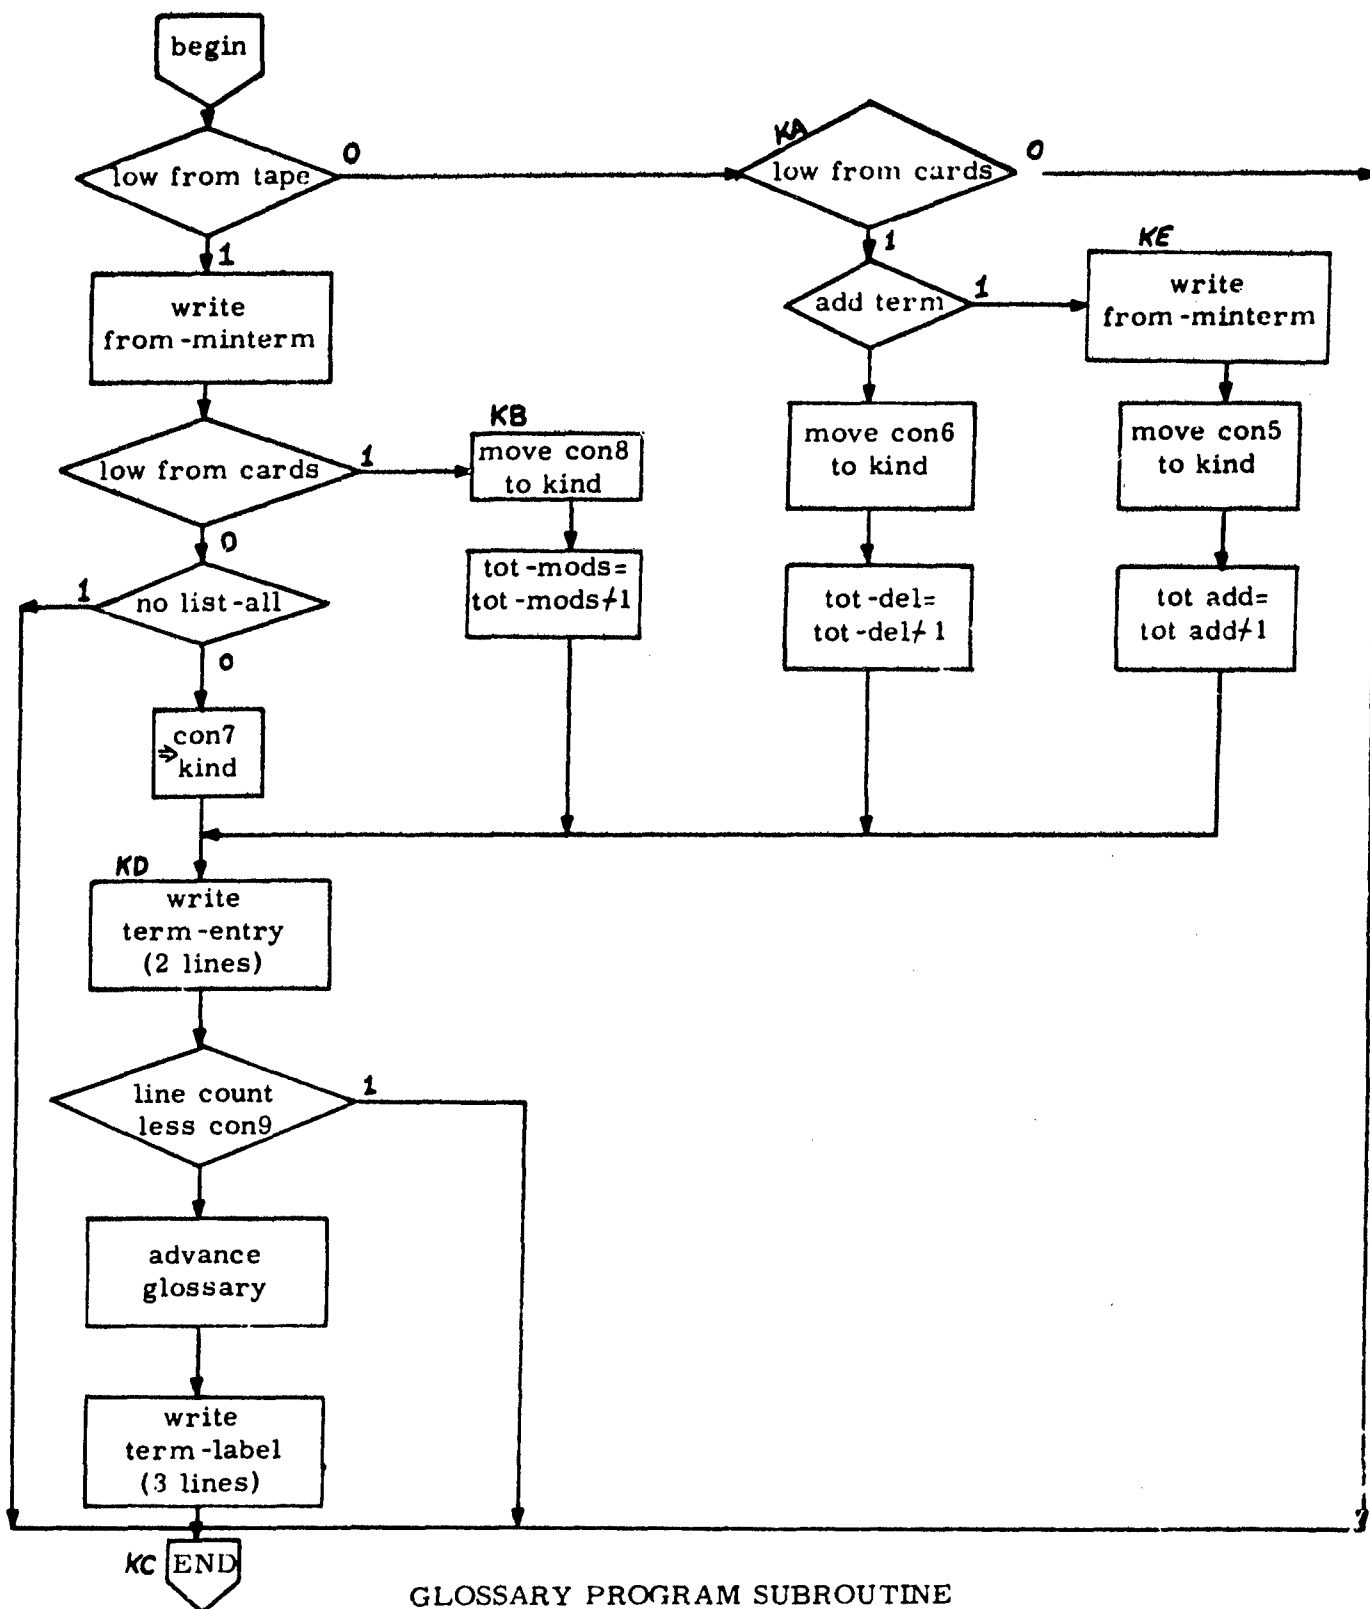 begin
low from tape
0
1
write
from-minterm
low from cards
1
0
no list-all
1
0
con7
⇒ kind
KB
move con8
to kind
tot-mods=
tot-mods+1
KA
low from cards
0
1
add term
1
KE
write
from-minterm
move con6
to kind
move con5
to kind
tot-del=
tot-del+1
tot add=
tot add+1
KD
write
term-entry
(2 lines)
line count
less con9
1
advance
glossary
write
term-label
(3 lines)
KC
END
GLOSSARY PROGRAM SUBROUTINE